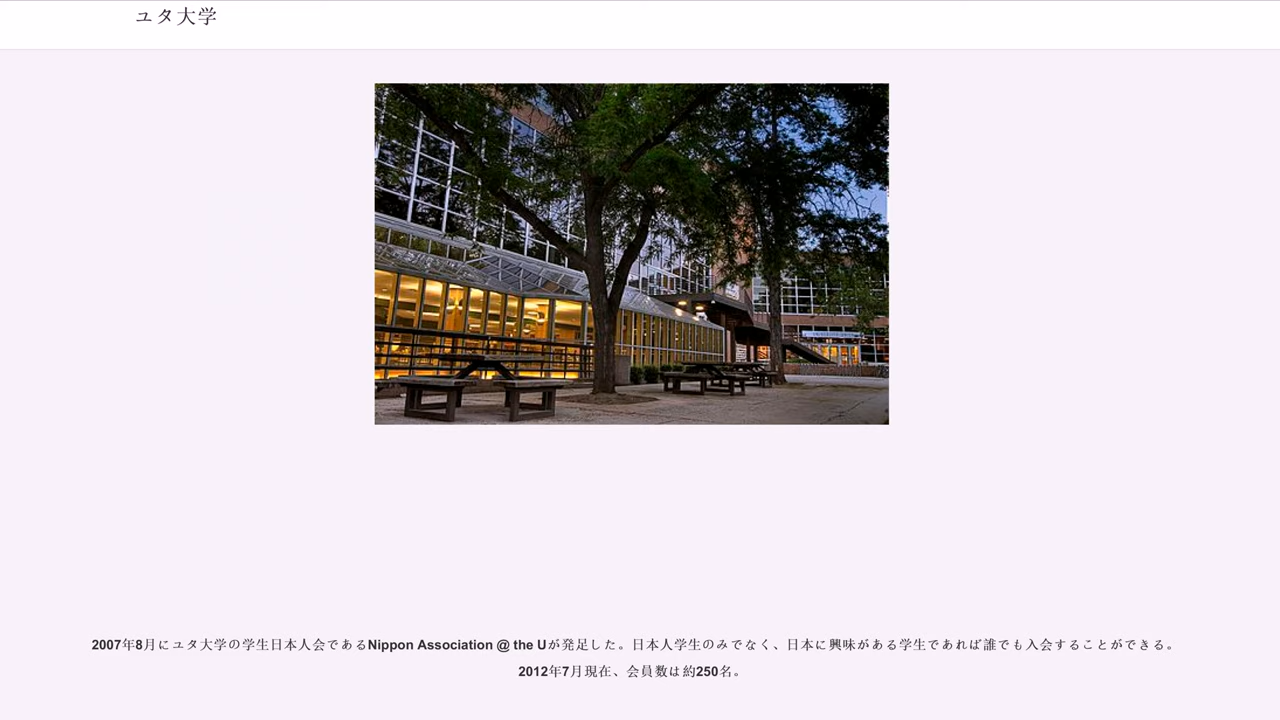 ユタ大学
2007年8月にユタ大学の学生日本人会であるNippon Association @ the Uが発足した。日本人学生のみでなく、日本に興味がある学生であれば誰でも入会することができる。
2012年7月現在、会員数は約250名。